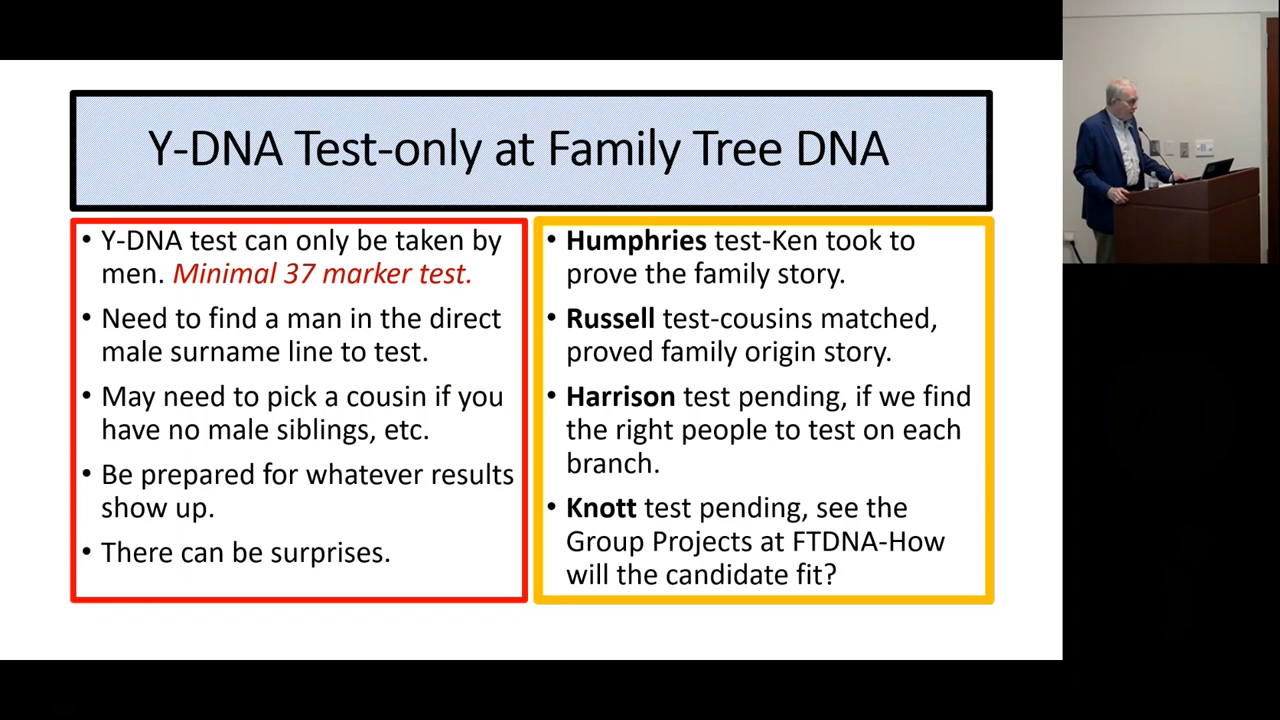 Y-DNA Test-only at Family Tree DNA
• Y-DNA test can only be taken by
men. Minimal 37 marker test.
• Need to find a man in the direct
male surname line to test.
• May need to pick a cousin if you
have no male siblings, etc.
• Be prepared for whatever results
show up.
• There can be surprises.
• Humphries test-Ken took to
prove the family story.
• Russell test-cousins matched,
proved family origin story.
• Harrison test pending, if we find
the right people to test on each
branch.
• Knott test pending, see the
Group Projects at FTDNA-How
will the candidate fit?